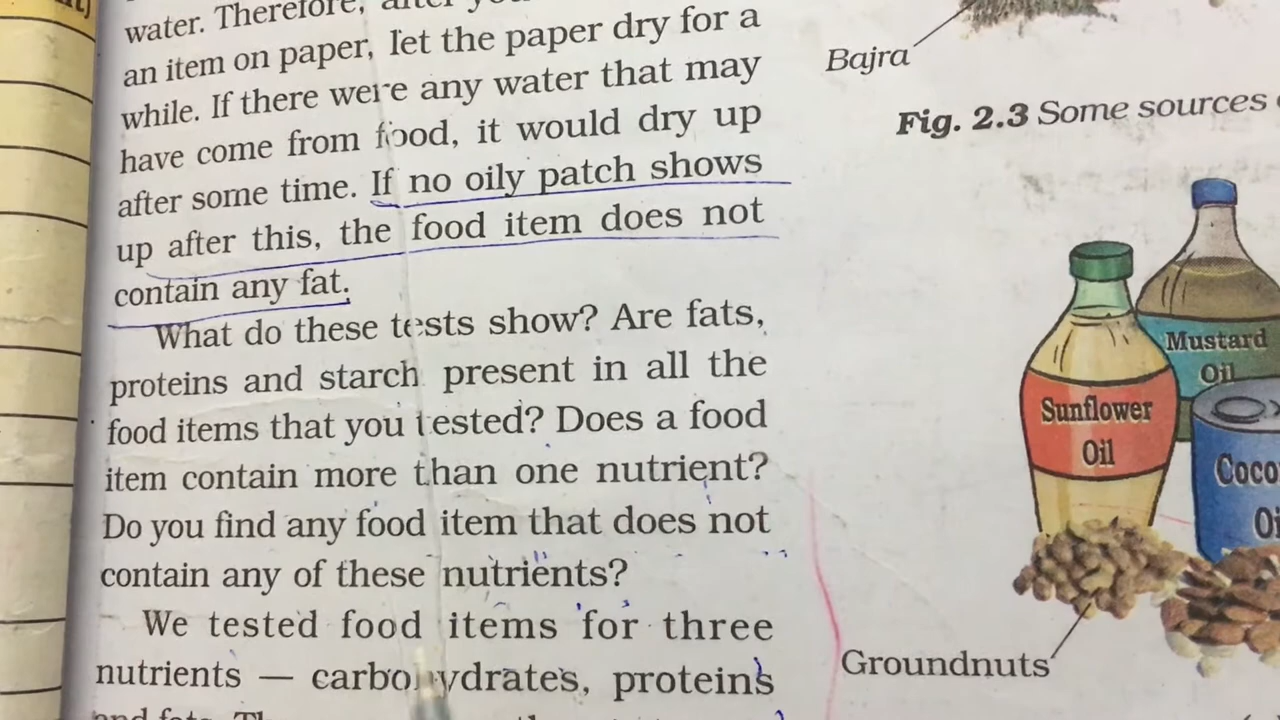 water. Therefore,
an item on paper, let the paper dry for a
while. If there were any water that may
have come from food, it would dry up
after some time. If no oily patch shows
up after this, the food item does not
contain any fat.
What do these tests show? Are fats,
proteins and starch present in all the
food items that you tested? Does a food
item contain more than one nutrient?
Do you find any food item that does not
contain any of these nutrients?
We tested food items for three
nutrients — carbohydrates, proteins
Bajra
Fig. 2.3 Some sources
Mustard
Oil
Sunflower
Oil
Groundnuts